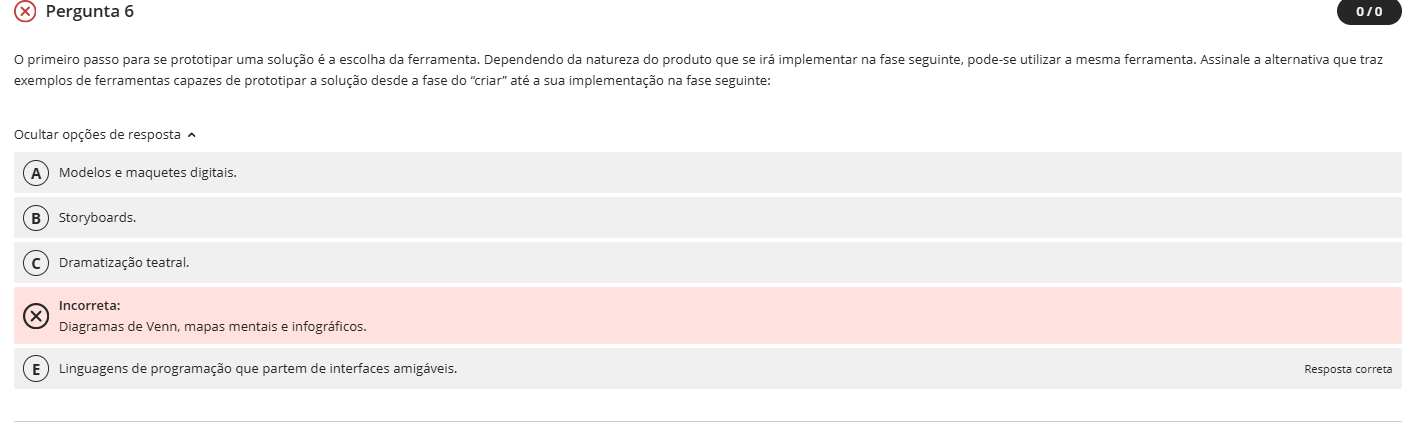 Pergunta 6
0 / 0
O primeiro passo para se prototipar uma solução é a escolha da ferramenta. Dependendo da natureza do produto que se irá implementar na fase seguinte, pode-se utilizar a mesma ferramenta. Assinale a alternativa que traz
exemplos de ferramentas capazes de prototipar a solução desde a fase do “criar” até a sua implementação na fase seguinte:
Ocultar opções de resposta
A Modelos e maquetes digitais.
B Storyboards.
C Dramatização teatral.
Incorreta:
Diagramas de Venn, mapas mentais e infográficos.
E Linguagens de programação que partem de interfaces amigáveis. Resposta correta